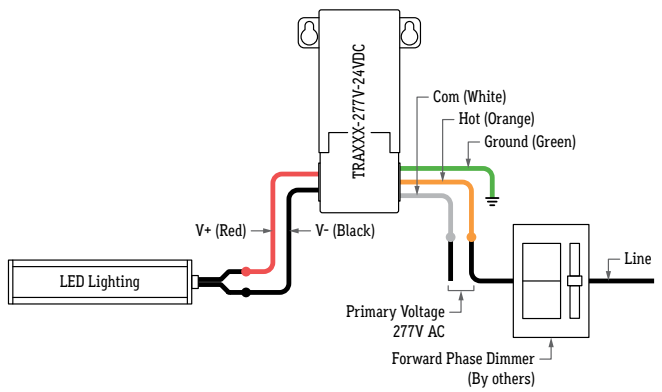 TRAXXX-277V-24VDC
Com (White)
Hot (Orange)
Ground (Green)
V+ (Red)
V- (Black)
LED Lighting
Line
Primary Voltage
277V AC
Forward Phase Dimmer
(By others)